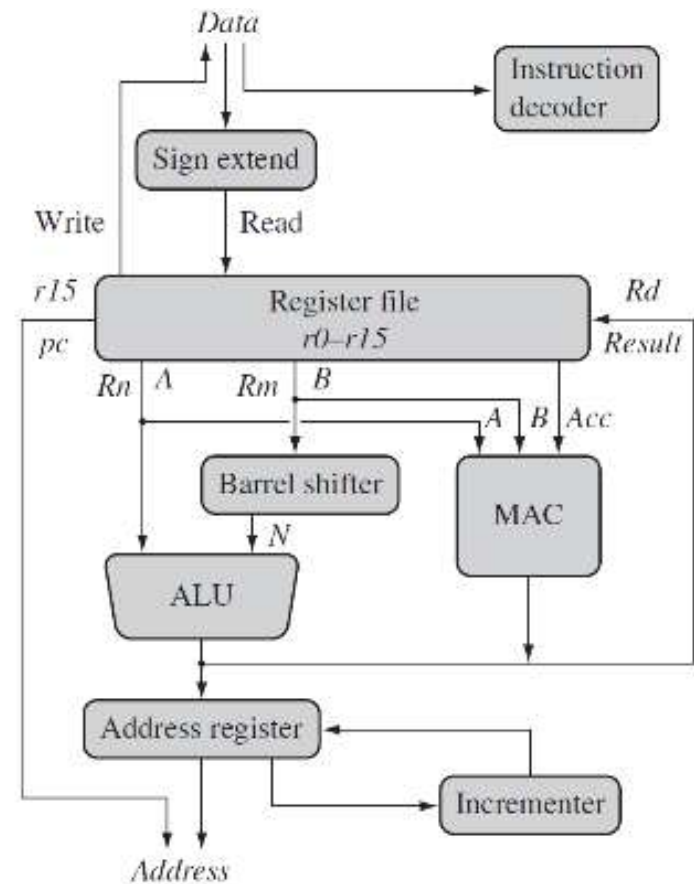 Data
Instruction
decoder
Sign extend
Write
Read
r15
Register file
Rd
pc
r0–r15
Result
Rn
A
Rm
B
A
B
Acc
Barrel shifter
MAC
N
ALU
Address register
Incrementer
Address